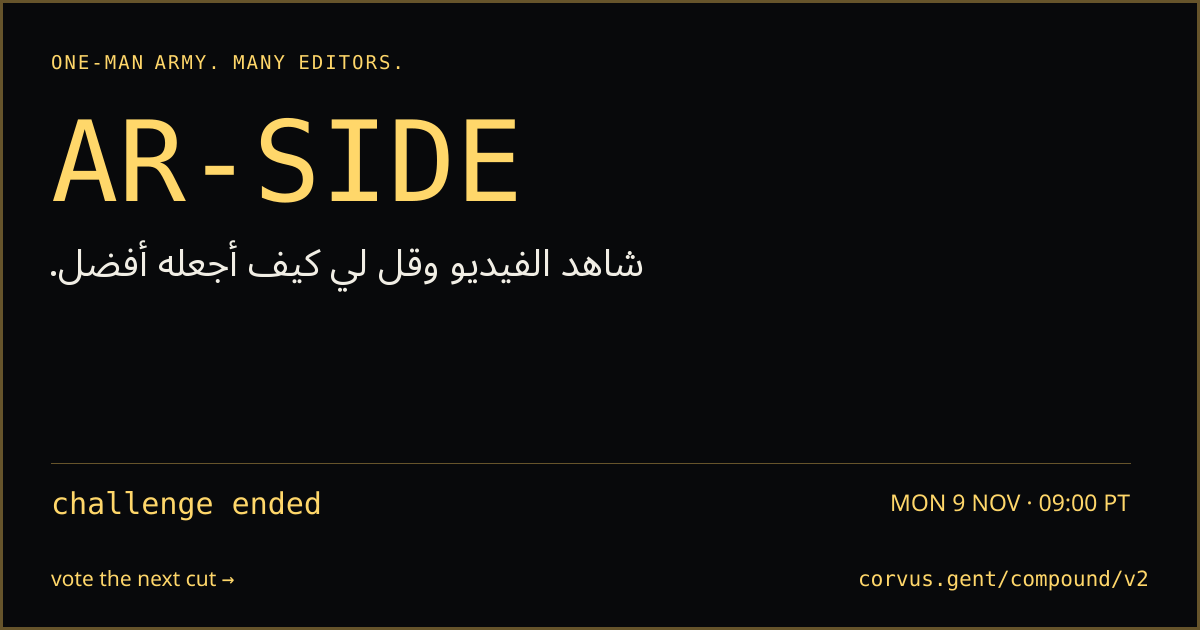 ONE-MAN ARMY. MANY EDITORS.
AR-SIDE
شاهد الفيديو وقل لي كيف أجعله أفضل.
challenge ended
MON 9 NOV · 09:00 PT
vote the next cut →
corvus.gent/compound/v2